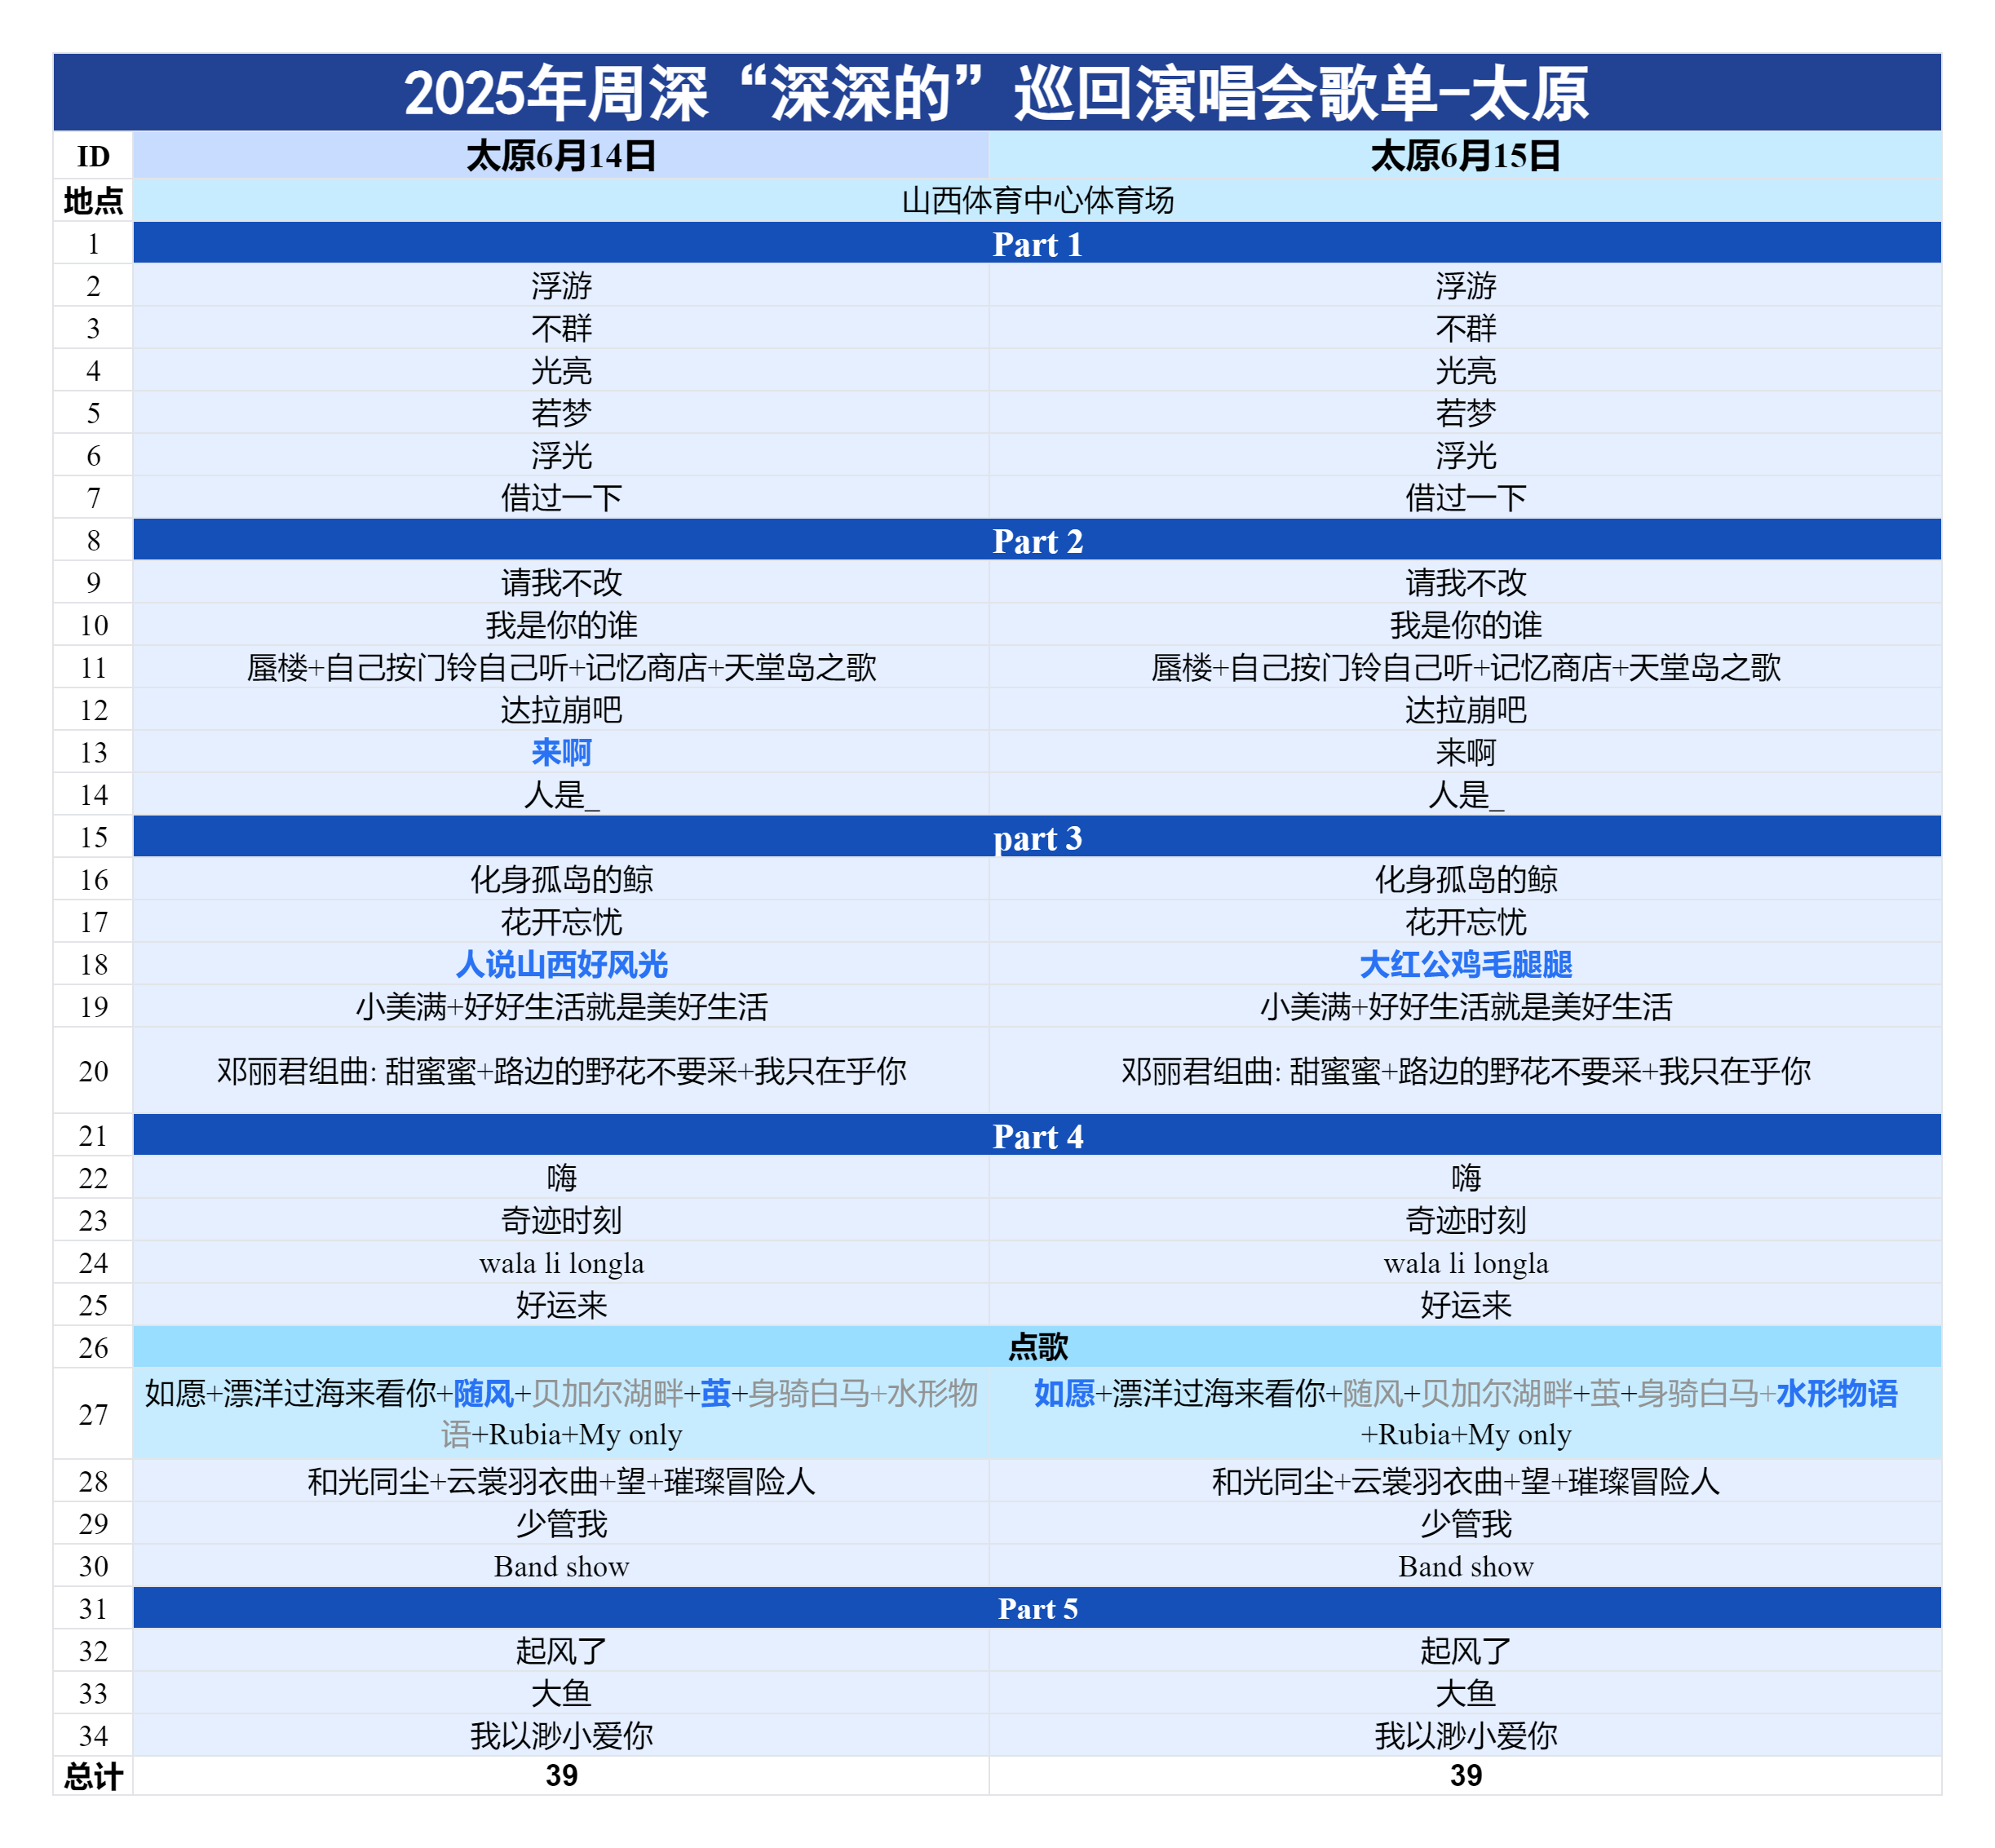 2025年周深“深深的”巡回演唱会歌单-太原
ID 太原6月14日 太原6月15日
地点 山西体育中心体育场
1 Part 1
2 浮游 浮游
3 不群 不群
4 光亮 光亮
5 若梦 若梦
6 浮光 浮光
7 借过一下 借过一下
8 Part 2
9 请我不改 请我不改
10 我是你的谁 我是你的谁
11 蜃楼+自己按门铃自己听+记忆商店+天堂岛之歌 蜃楼+自己按门铃自己听+记忆商店+天堂岛之歌
12 达拉崩吧 达拉崩吧
13 来啊 来啊
14 人是_ 人是_
15 part 3
16 化身孤岛的鲸 化身孤岛的鲸
17 花开忘忧 花开忘忧
18 人说山西好风光 大红公鸡毛腿腿
19 小美满+好好生活就是美好生活 小美满+好好生活就是美好生活
20 邓丽君组曲: 甜蜜蜜+路边的野花不要采+我只在乎你 邓丽君组曲: 甜蜜蜜+路边的野花不要采+我只在乎你
21 Part 4
22 嗨 嗨
23 奇迹时刻 奇迹时刻
24 wala li longla wala li longla
25 好运来 好运来
26 点歌
27 如愿+漂洋过海来看你+随风+贝加尔湖畔+茧+身骑白马+水形物
语+Rubia+My only
如愿+漂洋过海来看你+随风+贝加尔湖畔+茧+身骑白马+水形物语
+Rubia+My only
28 和光同尘+云裳羽衣曲+望+璀璨冒险人 和光同尘+云裳羽衣曲+望+璀璨冒险人
29 少管我 少管我
30 Band show Band show
31 Part 5
32 起风了 起风了
33 大鱼 大鱼
34 我以渺小爱你 我以渺小爱你
总计 39 39